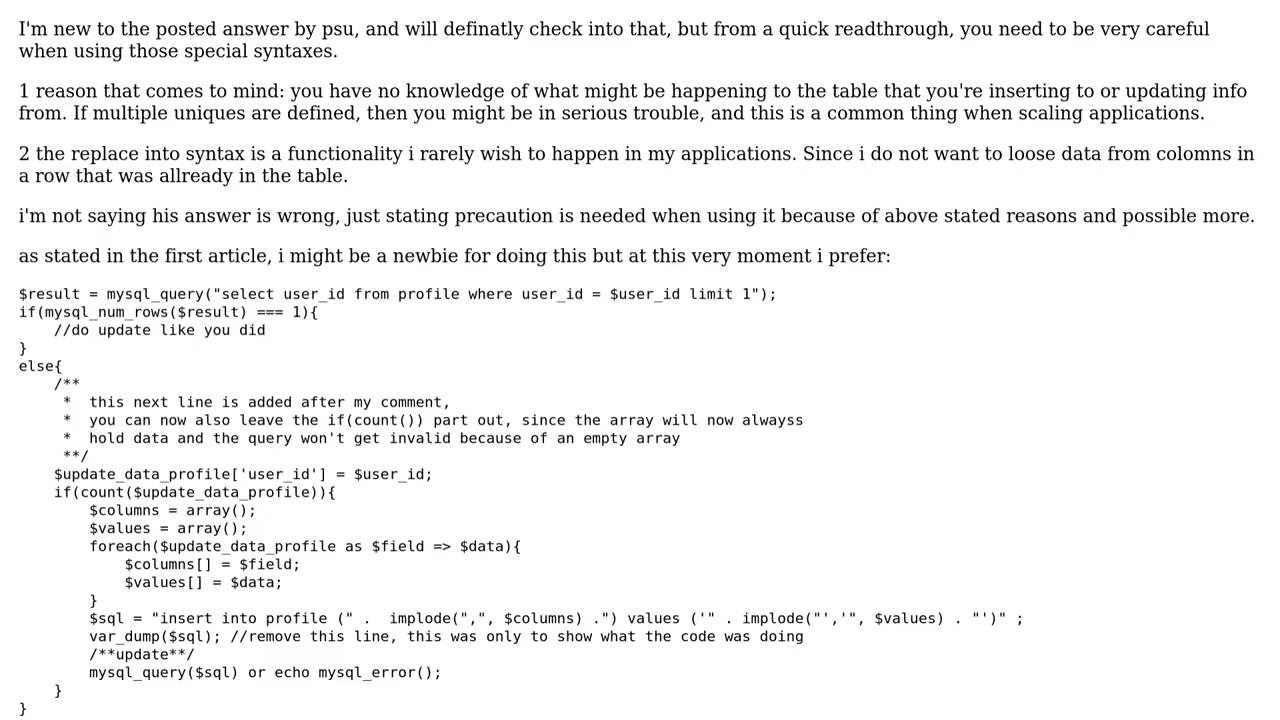 I'm new to the posted answer by psu, and will definatly check into that, but from a quick readthrough, you need to be very careful
when using those special syntaxes.
1 reason that comes to mind: you have no knowledge of what might be happening to the table that you're inserting to or updating info
from. If multiple uniques are defined, then you might be in serious trouble, and this is a common thing when scaling applications.
2 the replace into syntax is a functionality i rarely wish to happen in my applications. Since i do not want to loose data from colomns in
a row that was allready in the table.
i'm not saying his answer is wrong, just stating precaution is needed when using it because of above stated reasons and possible more.
as stated in the first article, i might be a newbie for doing this but at this very moment i prefer:
$result = mysql_query("select user_id from profile where user_id = $user_id limit 1");
if(mysql_num_rows($result) === 1){
    //do update like you did
}
else{
    /**
     *  this next line is added after my comment,
     *  you can now also leave the if(count()) part out, since the array will now alwayss
     *  hold data and the query won't get invalid because of an empty array
     **/
    $update_data_profile['user_id'] = $user_id;
    if(count($update_data_profile)){
        $columns = array();
        $values = array();
        foreach($update_data_profile as $field => $data){
            $columns[] = $field;
            $values[] = $data;
        }
        $sql = "insert into profile (" .  implode(",", $columns) .") values ('" . implode("','", $values) . "')" ;
        var_dump($sql); //remove this line, this was only to show what the code was doing
        /**update**/
        mysql_query($sql) or echo mysql_error();
    }
}